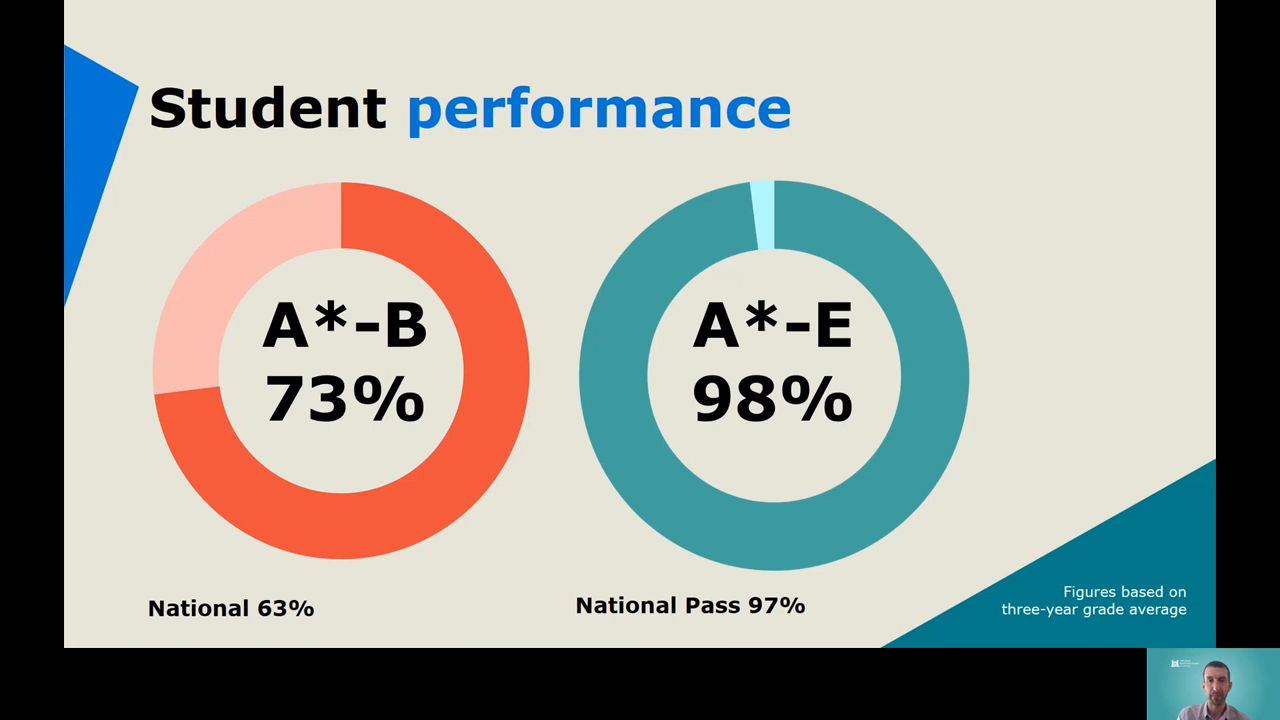 Student performance
A*-B
73%
A*-E
98%
National 63%
National Pass 97%
Figures based on
three-year grade average